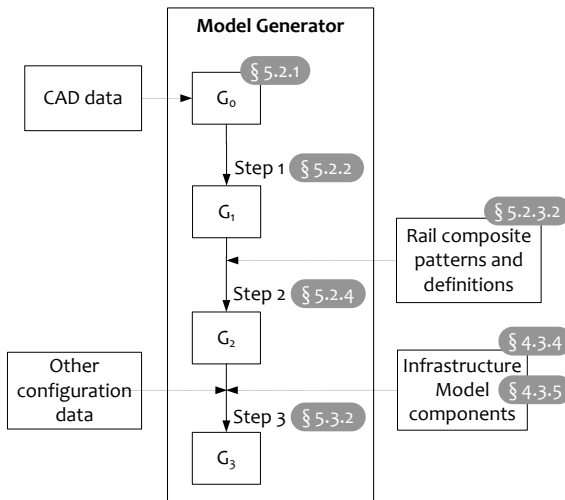 Model Generator
§ 5.2.1
CAD data
G₀
Step 1 § 5.2.2
G₁
§ 5.2.3.2
Rail composite
patterns and
definitions
Step 2 § 5.2.4
G₂
§ 4.3.4
Other
configuration
data
Infrastructure
Model
§ 4.3.5
components
Step 3 § 5.3.2
G₃